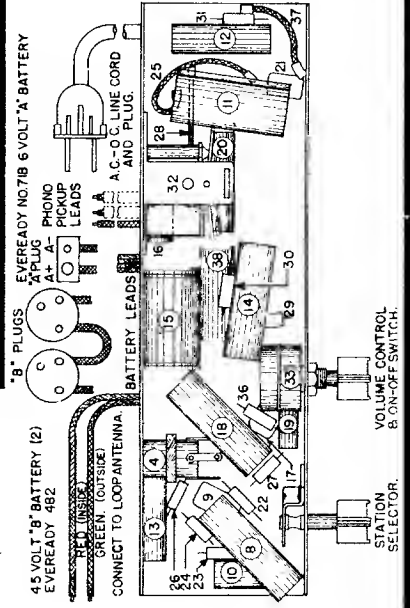 45 VOLT "B" BATTERY (2)
EVEREADY 482
"B" PLUGS
EVEREADY NO. 71B 6 VOLT "A" BATTERY
"A" PLUG
A+ A-
PHONO
PICKUP
LEADS
A.C.-D.C. LINE CORD
AND PLUG.
RED (INSIDE)
GREEN. (OUTSIDE)
CONNECT TO LOOP ANTENNA.
BATTERY LEADS
31
12
37
25
11
21
28
20
32
16
38
30
15
14
29
33
36
18
19
4
27
17
13
9
22
26
24
23
8
10
STATION
SELECTOR.
VOLUME CONTROL
& ON-OFF SWITCH.